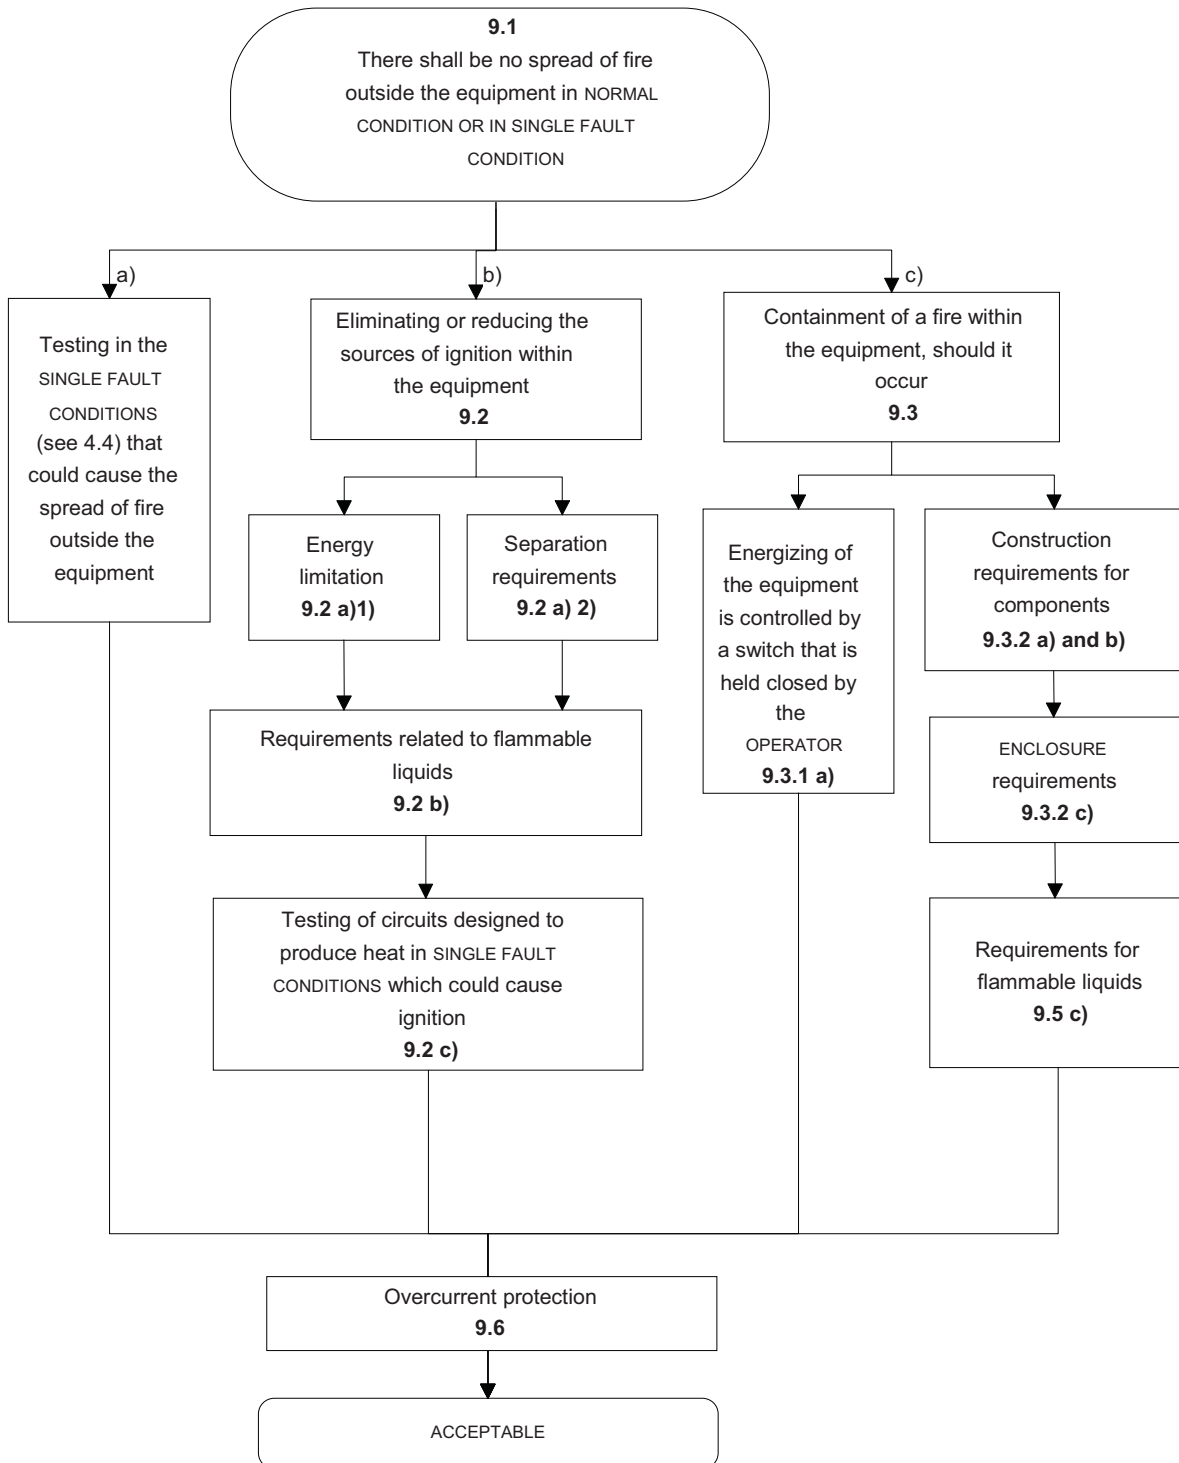 9.1
There shall be no spread of fire
outside the equipment in NORMAL
CONDITION OR IN SINGLE FAULT
CONDITION
a)
b)
c)
Testing in the
SINGLE FAULT
CONDITIONS
(see 4.4) that
could cause the
spread of fire
outside the
equipment
Eliminating or reducing the
sources of ignition within
the equipment
9.2
Containment of a fire within
the equipment, should it
occur
9.3
Energy
limitation
9.2 a)1)
Separation
requirements
9.2 a) 2)
Energizing of
the equipment
is controlled by
a switch that is
held closed by
the
OPERATOR
9.3.1 a)
Construction
requirements for
components
9.3.2 a) and b)
Requirements related to flammable
liquids
9.2 b)
ENCLOSURE
requirements
9.3.2 c)
Testing of circuits designed to
produce heat in SINGLE FAULT
CONDITIONS which could cause
ignition
9.2 c)
Requirements for
flammable liquids
9.5 c)
Overcurrent protection
9.6
ACCEPTABLE